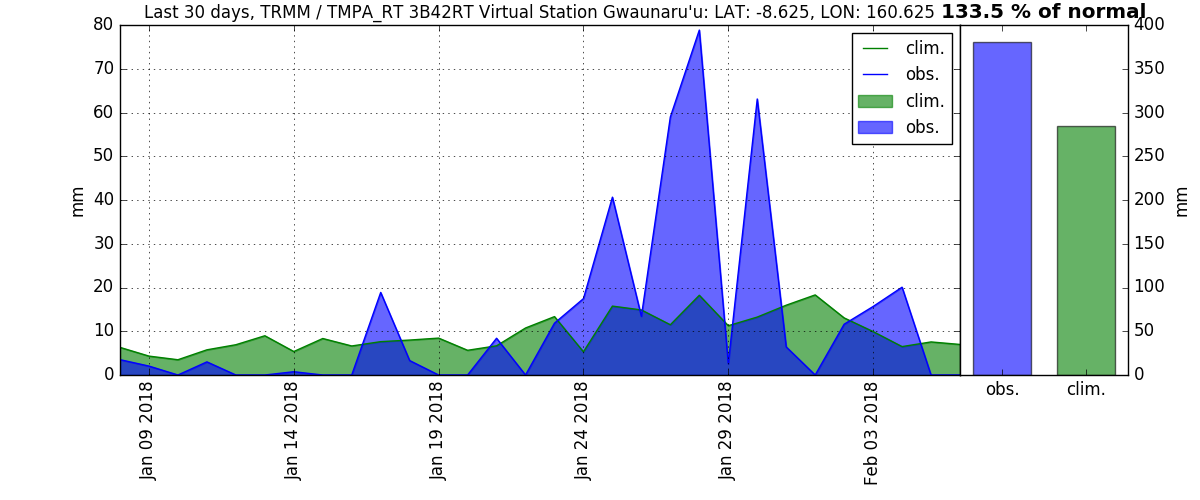 Last 30 days, TRMM / TMPA_RT 3B42RT Virtual Station Gwaunaru'u: LAT: -8.625, LON: 160.625 133.5 % of normal
80
70
60
50
40
30
20
10
0
mm
clim.
obs.
clim.
obs.
400
350
300
250
200
150
100
50
0
mm
Jan 09 2018
Jan 14 2018
Jan 19 2018
Jan 24 2018
Jan 29 2018
Feb 03 2018
obs.
clim.